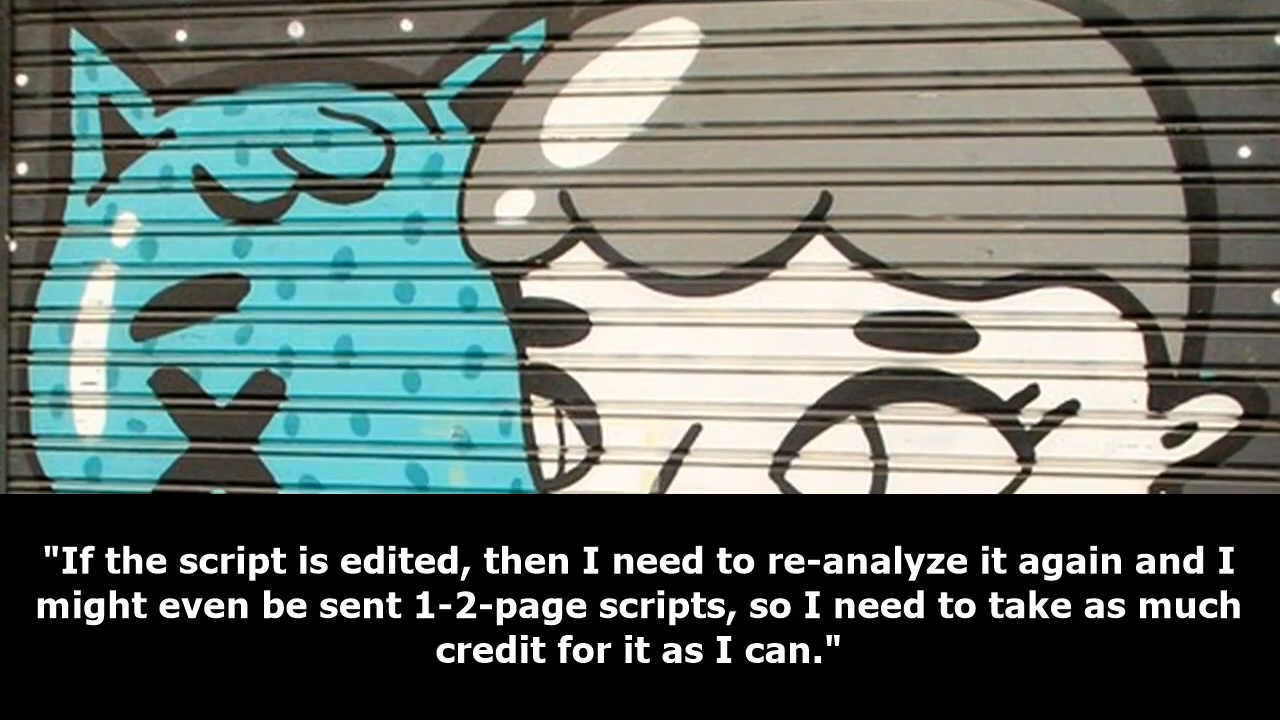 "If the script is edited, then I need to re-analyze it again and I
might even be sent 1-2-page scripts, so I need to take as much
credit for it as I can."